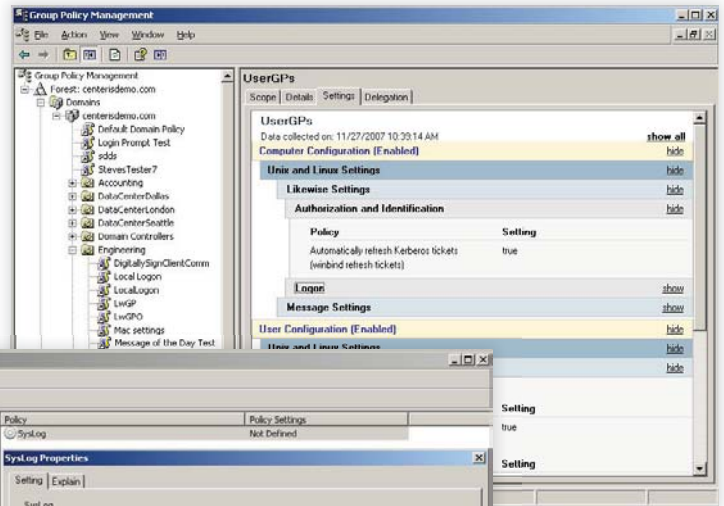 Group Policy Management
File Action View Window Help
Group Policy Management
Forest: centerisdemo.com
Domains
centerisdemo.com
Default Domain Policy
Login Prompt Test
sdds
StevesTester7
Accounting
DataCenterDallas
DataCenterLondon
DataCenterSeattle
Domain Controllers
Engineering
DigitallySignClientComm
Local Logon
LocalLogon
LwGP
LwGPO
Mac settings
Message of the Day Test
UserGPs
Scope Details Settings Delegation
UserGPs
Data collected on: 11/27/2007 10:39:14 AM show all
Computer Configuration (Enabled) hide
Unix and Linux Settings hide
Likewise Settings hide
Authorization and Identification hide
Policy Setting
Automatically refresh Kerberos tickets true
(winbind refresh tickets)
Logon show
Message Settings show
User Configuration (Enabled) hide
Unix and Linux Settings hide
hide
Setting
true
Setting
Policy Policy Settings
SysLog Not Defined
SysLog Properties
Setting Explain
SysLog